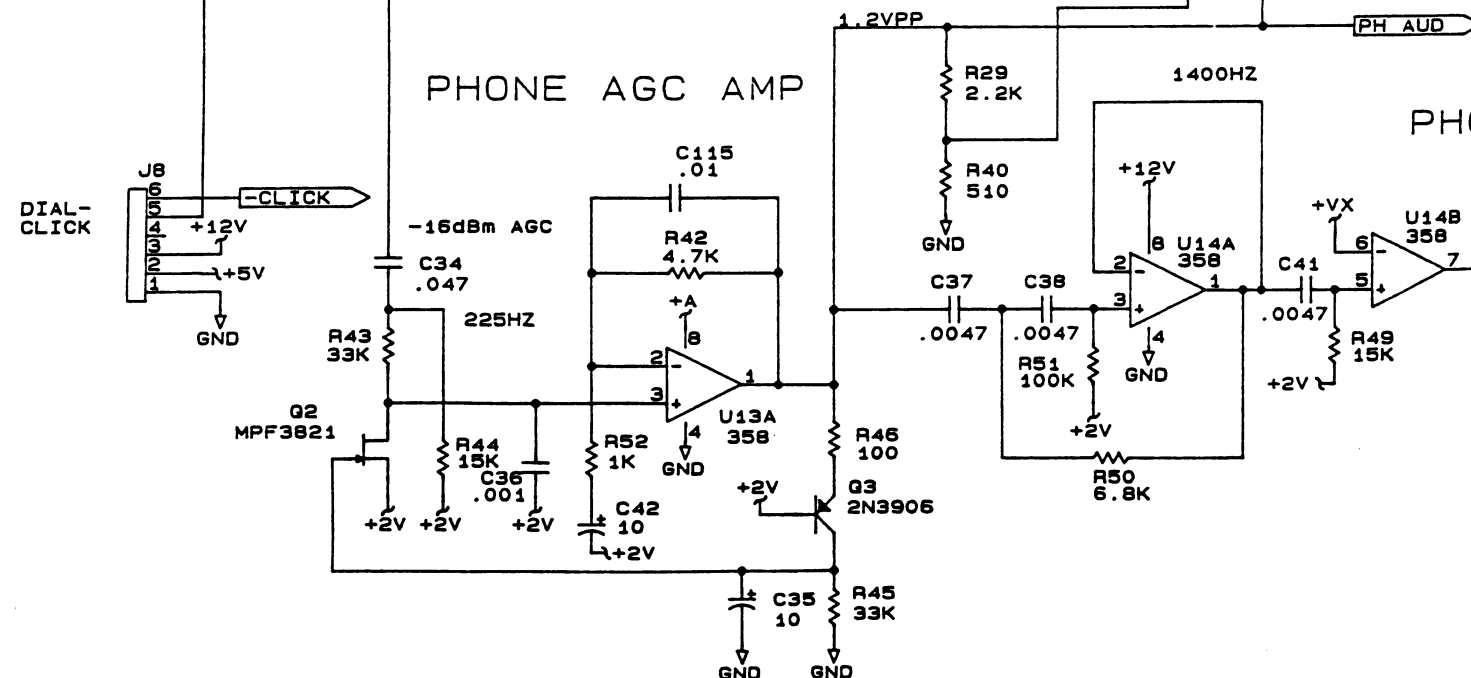 1.2VPP
PH AUD
PHONE AGC AMP
R29
2.2K
1400HZ
C115
.01
J8
6
5
4
3
2
1
-CLICK
DIAL-
CLICK
+12V
+5V
GND
-16dBm AGC
R42
4.7K
R40
510
GND
+12V
+VX
U14B
358
6
-
5
+
7
C34
.047
+A
8
8
U14A
358
2
-
3
+
1
4
GND
C37
.0047
C38
.0047
C41
.0047
R43
33K
225HZ
2
-
3
+
1
U13A
358
4
GND
R51
100K
+2V
R49
15K
+2V
Q2
MPF3821
R44
15K
C36
.001
R52
1K
R46
100
R50
6.8K
+2V
+2V
+2V
C42
+
10
+2V
+2V
Q3
2N3906
C35
+
10
R45
33K
GND
GND